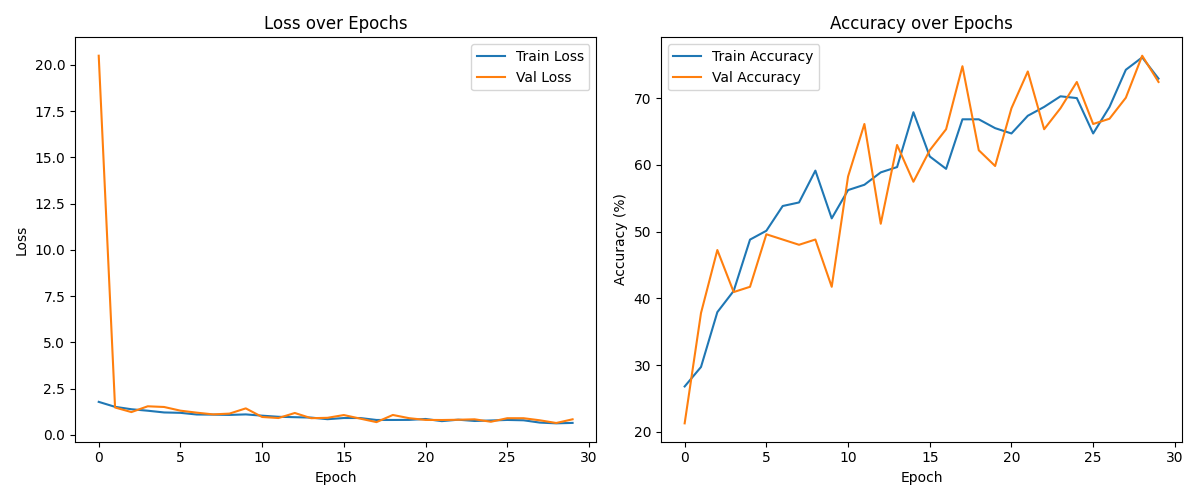 Loss over Epochs
Train Loss
Val Loss
20.0
17.5
15.0
12.5
10.0
7.5
5.0
2.5
0.0
Loss
0 5 10 15 20 25 30
Epoch
Accuracy over Epochs
Train Accuracy
Val Accuracy
70
60
50
40
30
20
Accuracy (%)
0 5 10 15 20 25 30
Epoch